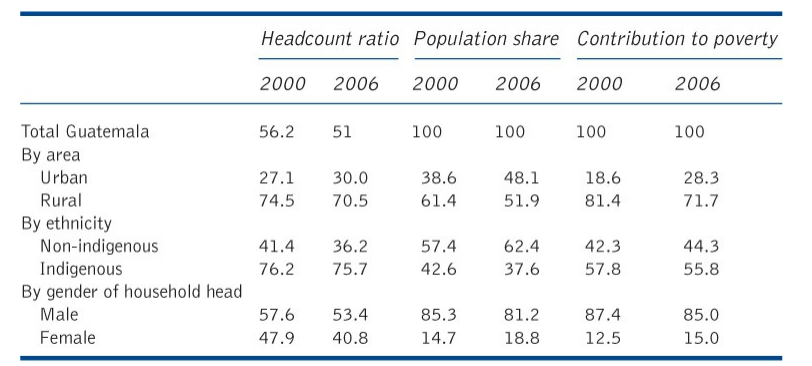 Headcount ratio Population share Contribution to poverty
2000 2006 2000 2006 2000 2006
Total Guatemala 56.2 51 100 100 100 100
By area
Urban 27.1 30.0 38.6 48.1 18.6 28.3
Rural 74.5 70.5 61.4 51.9 81.4 71.7
By ethnicity
Non-indigenous 41.4 36.2 57.4 62.4 42.3 44.3
Indigenous 76.2 75.7 42.6 37.6 57.8 55.8
By gender of household head
Male 57.6 53.4 85.3 81.2 87.4 85.0
Female 47.9 40.8 14.7 18.8 12.5 15.0